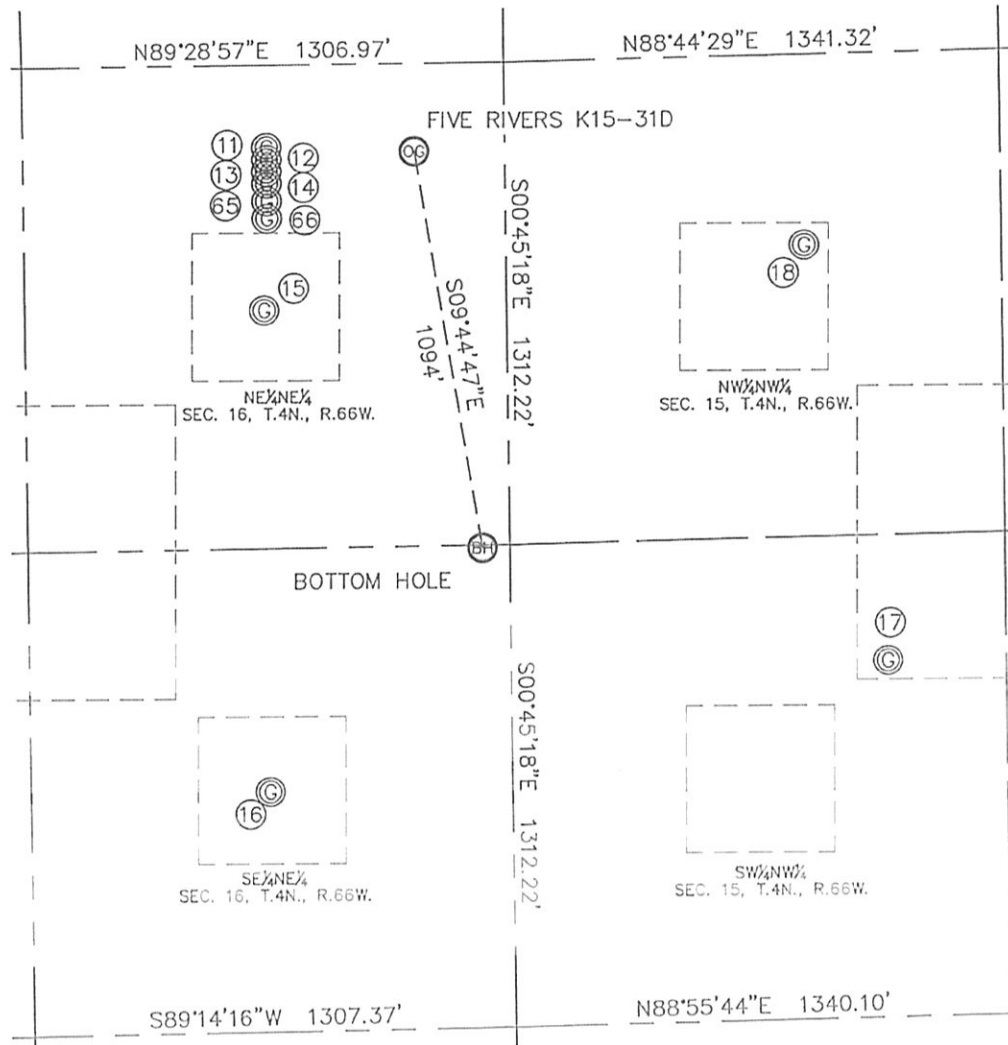 N89°28'57"E 1306.97'
N88°44'29"E 1341.32'
FIVE RIVERS K15-31D
OG
11
12
13
14
65
66
G
G
S00°45'18"E 1312.22'
S09°44'47"E
1094'
15
G
G
18
NE¼NE¼
SEC. 16, T.4N., R.66W.
NW¼NW¼
SEC. 15, T.4N., R.66W.
BH
BOTTOM HOLE
17
G
S00°45'18"E 1312.22'
G
16
SE¼NE¼
SEC. 16, T.4N., R.66W.
SW¼NW¼
SEC. 15, T.4N., R.66W.
S89°14'16"W 1307.37'
N88°55'44"E 1340.10'